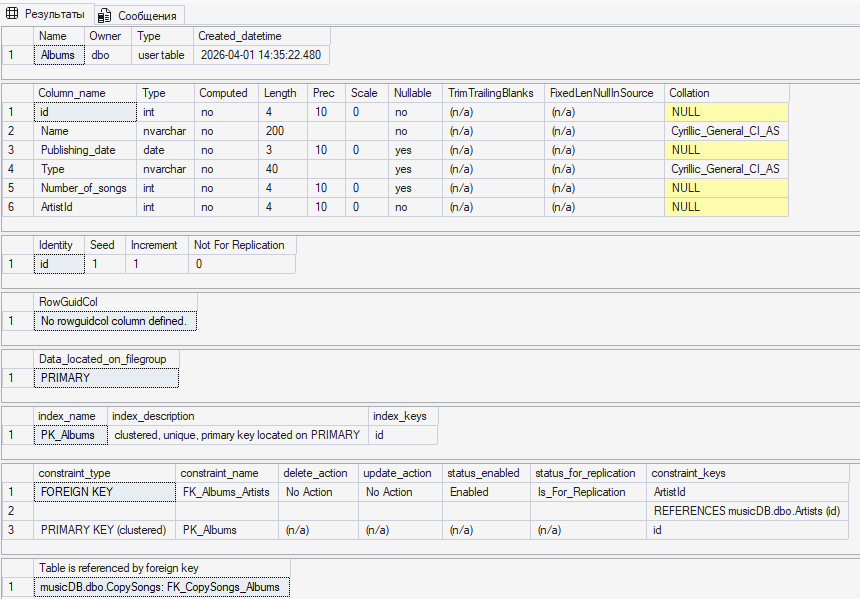 Результаты Сообщения
Name Owner Type Created_datetime
1 Albums dbo user table 2026-04-01 14:35:22.480
Column_name Type Computed Length Prec Scale Nullable TrimTrailingBlanks FixedLenNullInSource Collation
1 id int no 4 10 0 no (n/a) (n/a) NULL
2 Name nvarchar no 200 no (n/a) (n/a) Cyrillic_General_CI_AS
3 Publishing_date date no 3 10 0 yes (n/a) (n/a) NULL
4 Type nvarchar no 40 yes (n/a) (n/a) Cyrillic_General_CI_AS
5 Number_of_songs int no 4 10 0 yes (n/a) (n/a) NULL
6 ArtistId int no 4 10 0 no (n/a) (n/a) NULL
Identity Seed Increment Not For Replication
1 id 1 1 0
RowGuidCol
1 No rowguidcol column defined.
Data_located_on_filegroup
1 PRIMARY
index_name index_description index_keys
1 PK_Albums clustered, unique, primary key located on PRIMARY id
constraint_type constraint_name delete_action update_action status_enabled status_for_replication constraint_keys
1 FOREIGN KEY FK_Albums_Artists No Action No Action Enabled Is_For_Replication ArtistId
2 REFERENCES musicDB.dbo.Artists (id)
3 PRIMARY KEY (clustered) PK_Albums (n/a) (n/a) (n/a) (n/a) id
Table is referenced by foreign key
1 musicDB.dbo.CopySongs: FK_CopySongs_Albums